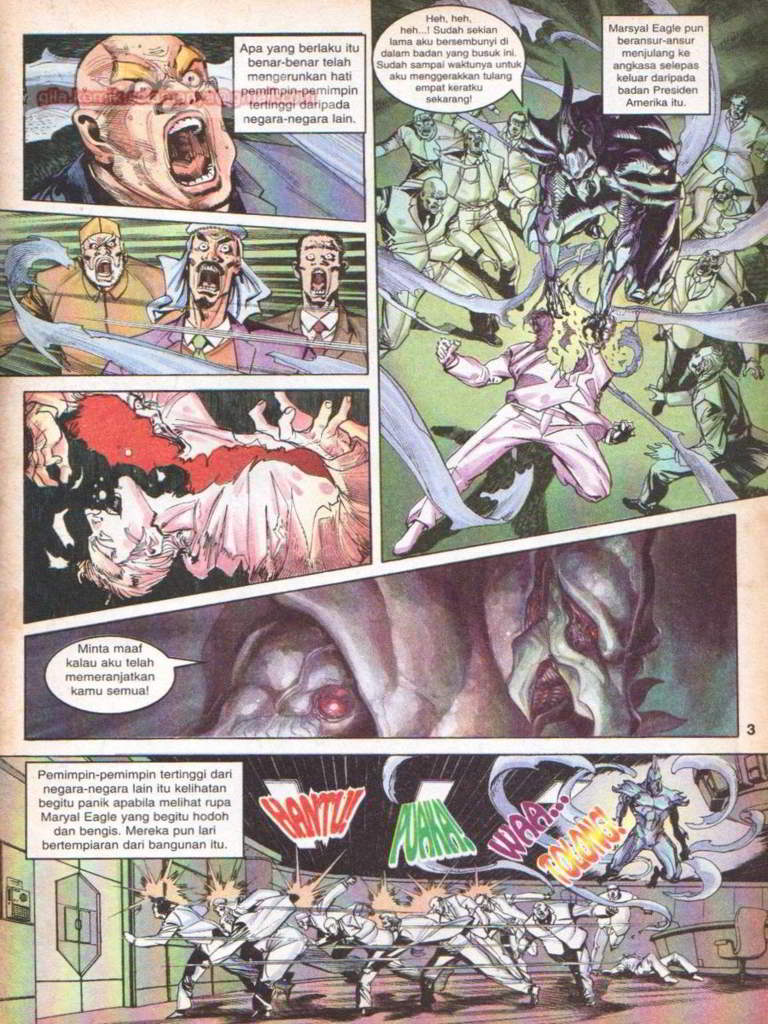 Apa yang berlaku itu
benar-benar telah
mengerunkan hati
pemimpin-pemimpin
tertinggi daripada
negara-negara lain.
Heh, heh,
heh...! Sudah sekian
lama aku bersembunyi di
dalam badan yang busuk ini.
Sudah sampai waktunya untuk
aku menggerakkan tulang
empat keratku
sekarang!
Marsyal Eagle pun
beransur-ansur
menjulang ke
angkasa selepas
keluar daripada
badan Presiden
Amerika itu.
Minta maaf
kalau aku telah
memeranjatkan
kamu semua!
3
Pemimpin-pemimpin tertinggi dari
negara-negara lain itu kelihatan
begitu panik apabila melihat rupa
Maryal Eagle yang begitu hodoh
dan bengis. Mereka pun lari
bertempiaran dari bangunan itu.
HANTU!!
PUAKA!
WAA...
TOLONG!